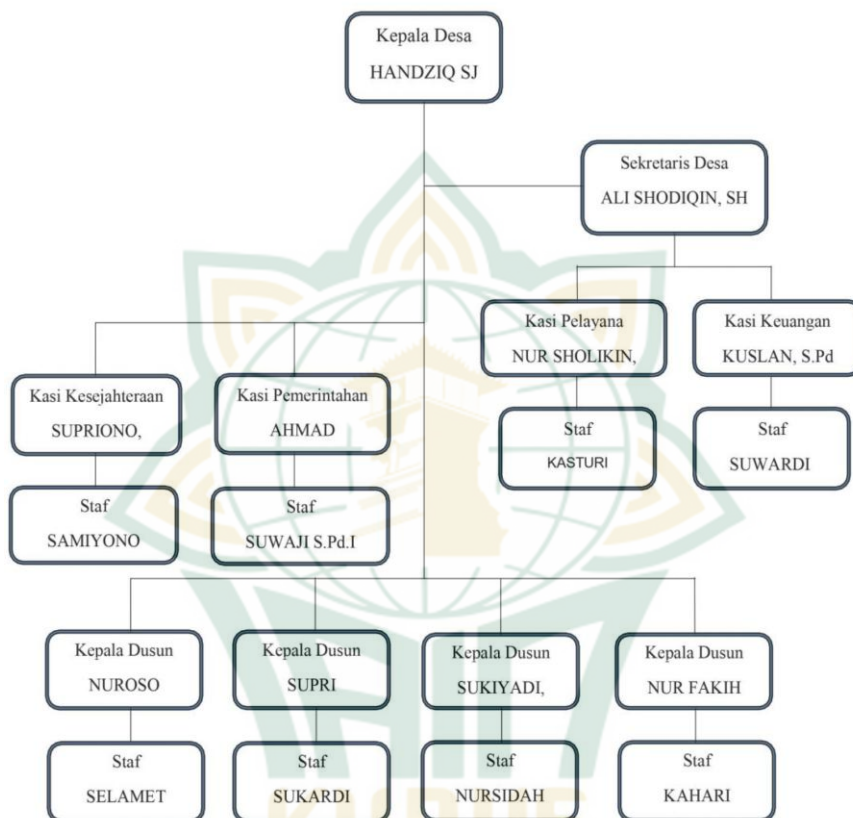 Kepala Desa
HANDZIQ SJ
Sekretaris Desa
ALI SHODIQIN, SH
Kasi Pelayana
NUR SHOLIKIN,
Kasi Keuangan
KUSLAN, S.Pd
Kasi Kesejahteraan
SUPRIONO,
Kasi Pemerintahan
AHMAD
Staf
KASTURI
Staf
SUWARDI
Staf
SAMIYONO
Staf
SUWAJI S.Pd.I
Kepala Dusun
NUROSO
Kepala Dusun
SUPRI
Kepala Dusun
SUKIYADI,
Kepala Dusun
NUR FAKIH
Staf
SELAMET
Staf
SUKARDI
Staf
NURSIDAH
Staf
KAHARI